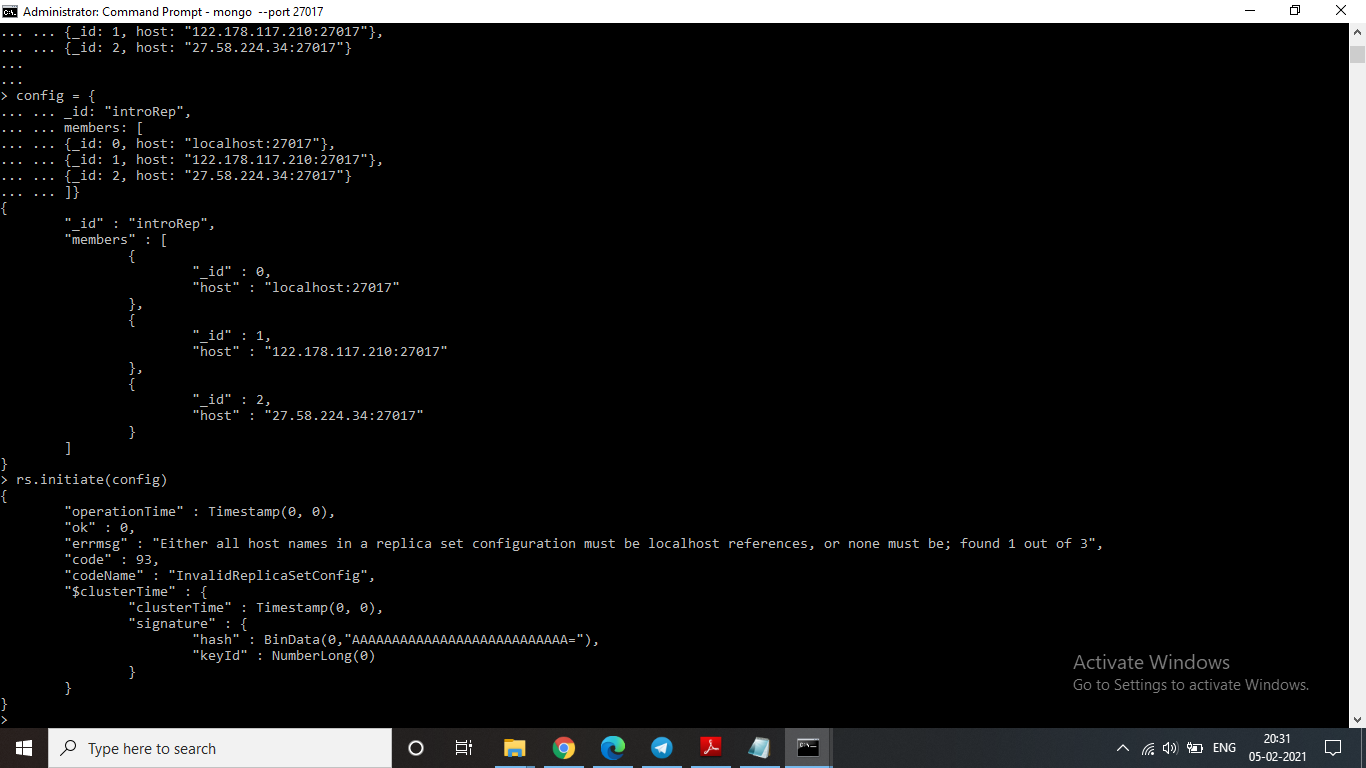 Administrator: Command Prompt - mongo  --port 27017
... ... {_id: 1, host: "122.178.117.210:27017"},
... ... {_id: 2, host: "27.58.224.34:27017"}
...
...
> config = {
... ... _id: "introRep",
... ... members: [
... ... {_id: 0, host: "localhost:27017"},
... ... {_id: 1, host: "122.178.117.210:27017"},
... ... {_id: 2, host: "27.58.224.34:27017"}
... ... ]}
{
"_id" : "introRep",
"members" : [
{
"_id" : 0,
"host" : "localhost:27017"
},
{
"_id" : 1,
"host" : "122.178.117.210:27017"
},
{
"_id" : 2,
"host" : "27.58.224.34:27017"
}
]
}
> rs.initiate(config)
{
"operationTime" : Timestamp(0, 0),
"ok" : 0,
"errmsg" : "Either all host names in a replica set configuration must be localhost references, or none must be; found 1 out of 3",
"code" : 93,
"codeName" : "InvalidReplicaSetConfig",
"$clusterTime" : {
"clusterTime" : Timestamp(0, 0),
"signature" : {
"hash" : BinData(0,"AAAAAAAAAAAAAAAAAAAAAAAAAAA="),
"keyId" : NumberLong(0)
}
}
}
>
Activate Windows
Go to Settings to activate Windows.
Type here to search
ENG
20:31
05-02-2021